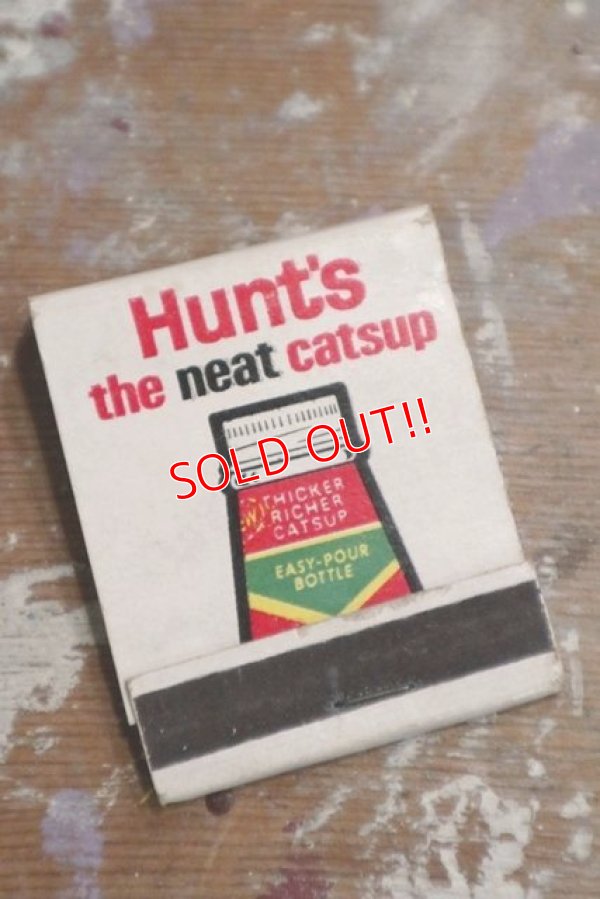 Hunt's
the neat catsup
SOLD OUT!!
THICKER
RICHER
CATSUP
EASY-POUR
BOTTLE